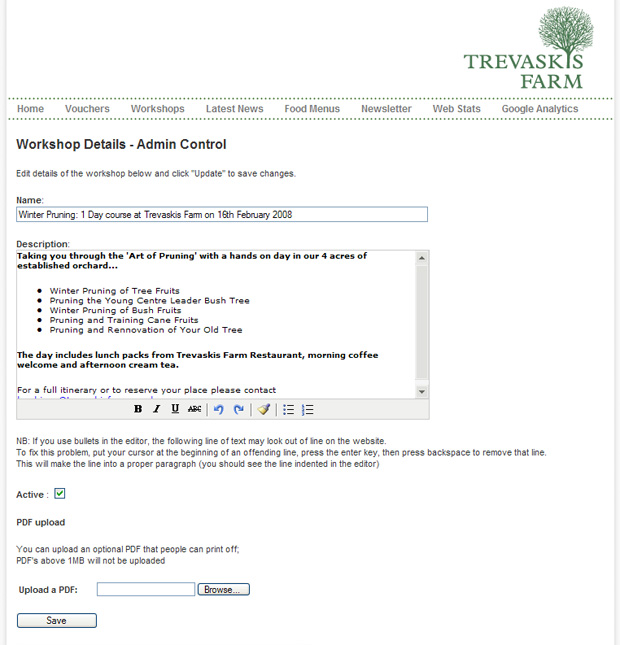 TREVASKIS
FARM
Home Vouchers Workshops Latest News Food Menus Newsletter Web Stats Google Analytics
Workshop Details - Admin Control
Edit details of the workshop below and click "Update" to save changes.
Name:
Winter Pruning: 1 Day course at Trevaskis Farm on 16th February 2008
Description:
Taking you through the 'Art of Pruning' with a hands on day in our 4 acres of
established orchard...
Winter Pruning of Tree Fruits
Pruning the Young Centre Leader Bush Tree
Winter Pruning of Bush Fruits
Pruning and Training Cane Fruits
Pruning and Rennovation of Your Old Tree
The day includes lunch packs from Trevaskis Farm Restaurant, morning coffee
welcome and afternoon cream tea.
For a full itinerary or to reserve your place please contact
B I U ABC
NB: If you use bullets in the editor, the following line of text may look out of line on the website.
To fix this problem, put your cursor at the beginning of an offending line, press the enter key, then press backspace to remove that line.
This will make the line into a proper paragraph (you should see the line indented in the editor)
Active :
PDF upload
You can upload an optional PDF that people can print off;
PDF's above 1MB will not be uploaded
Upload a PDF: Browse...
Save